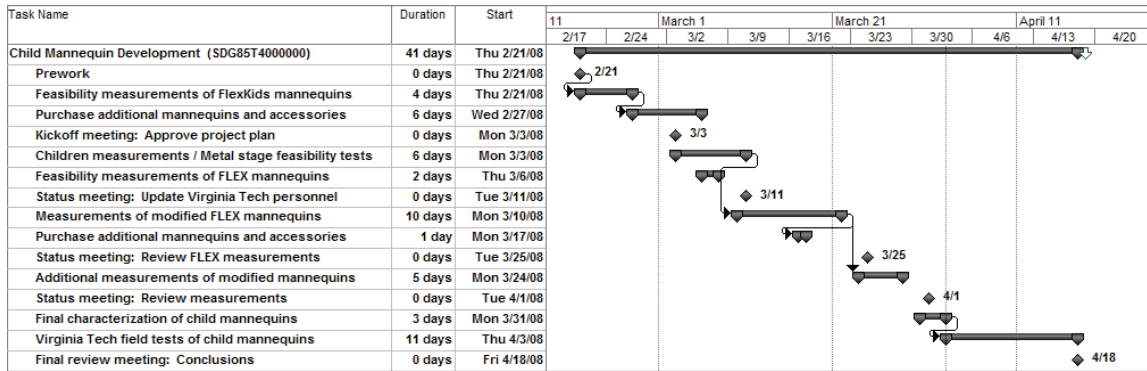 Task Name Duration Start 11 March 1 March 21 April 11
2/17 2/24 3/2 3/9 3/16 3/23 3/30 4/6 4/13 4/20
Child Mannequin Development (SDG85T4000000) 41 days Thu 2/21/08
Prework 0 days Thu 2/21/08 2/21
Feasibility measurements of FlexKids mannequins 4 days Thu 2/21/08
Purchase additional mannequins and accessories 6 days Wed 2/27/08
Kickoff meeting: Approve project plan 0 days Mon 3/3/08 3/3
Children measurements / Metal stage feasibility tests 6 days Mon 3/3/08
Feasibility measurements of FLEX mannequins 2 days Thu 3/6/08
Status meeting: Update Virginia Tech personnel 0 days Tue 3/11/08 3/11
Measurements of modified FLEX mannequins 10 days Mon 3/10/08
Purchase additional mannequins and accessories 1 day Mon 3/17/08
Status meeting: Review FLEX measurements 0 days Tue 3/25/08 3/25
Additional measurements of modified mannequins 5 days Mon 3/24/08
Status meeting: Review measurements 0 days Tue 4/1/08 4/1
Final characterization of child mannequins 3 days Mon 3/31/08
Virginia Tech field tests of child mannequins 11 days Thu 4/3/08
Final review meeting: Conclusions 0 days Fri 4/18/08 4/18